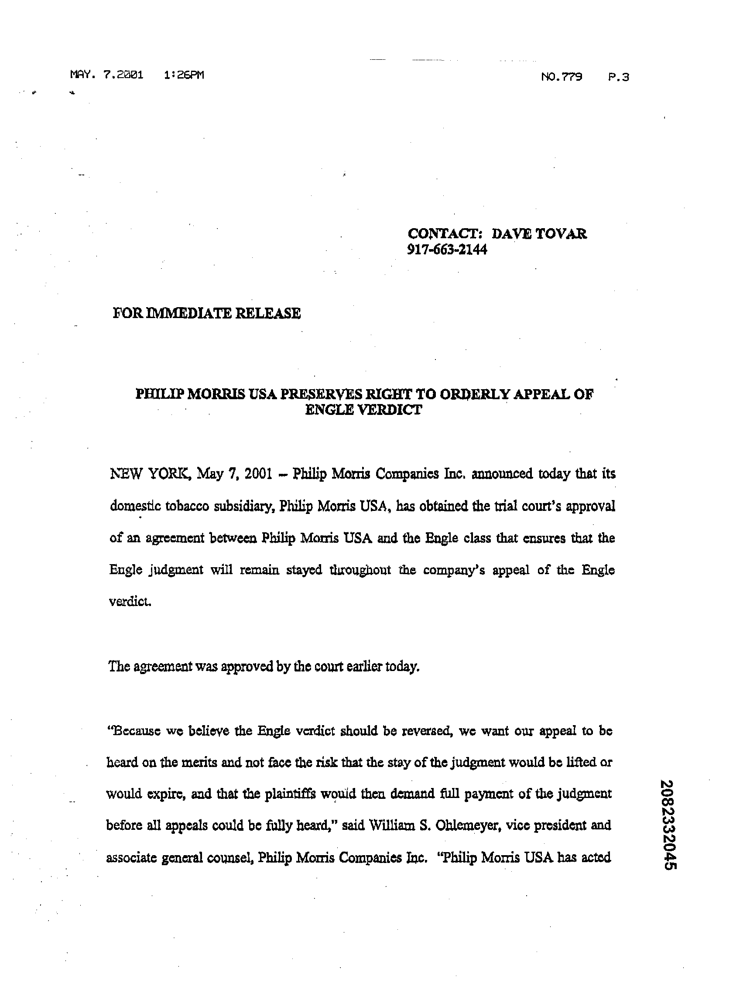 MAY. 7.2001 1:26PM NO.779 P.3
CONTACT: DAVE TOVAR
917-663-2144
FOR IMMEDIATE RELEASE
PHILIP MORRIS USA PRESERVES RIGHT TO ORDERLY APPEAL OF
ENGLE VERDICT
NEW YORK, May 7, 2001 – Philip Morris Companies Inc. announced today that its
domestic tobacco subsidiary, Philip Morris USA, has obtained the trial court's approval
of an agreement between Philip Morris USA and the Engle class that ensures that the
Engle judgment will remain stayed throughout the company's appeal of the Engle
verdict.
The agreement was approved by the court earlier today.
"Because we believe the Engle verdict should be reversed, we want our appeal to be
heard on the merits and not face the risk that the stay of the judgment would be lifted or
would expire, and that the plaintiffs would then demand full payment of the judgment
before all appeals could be fully heard," said William S. Ohlemeyer, vice president and
associate general counsel, Philip Morris Companies Inc. "Philip Morris USA has acted
2082332045